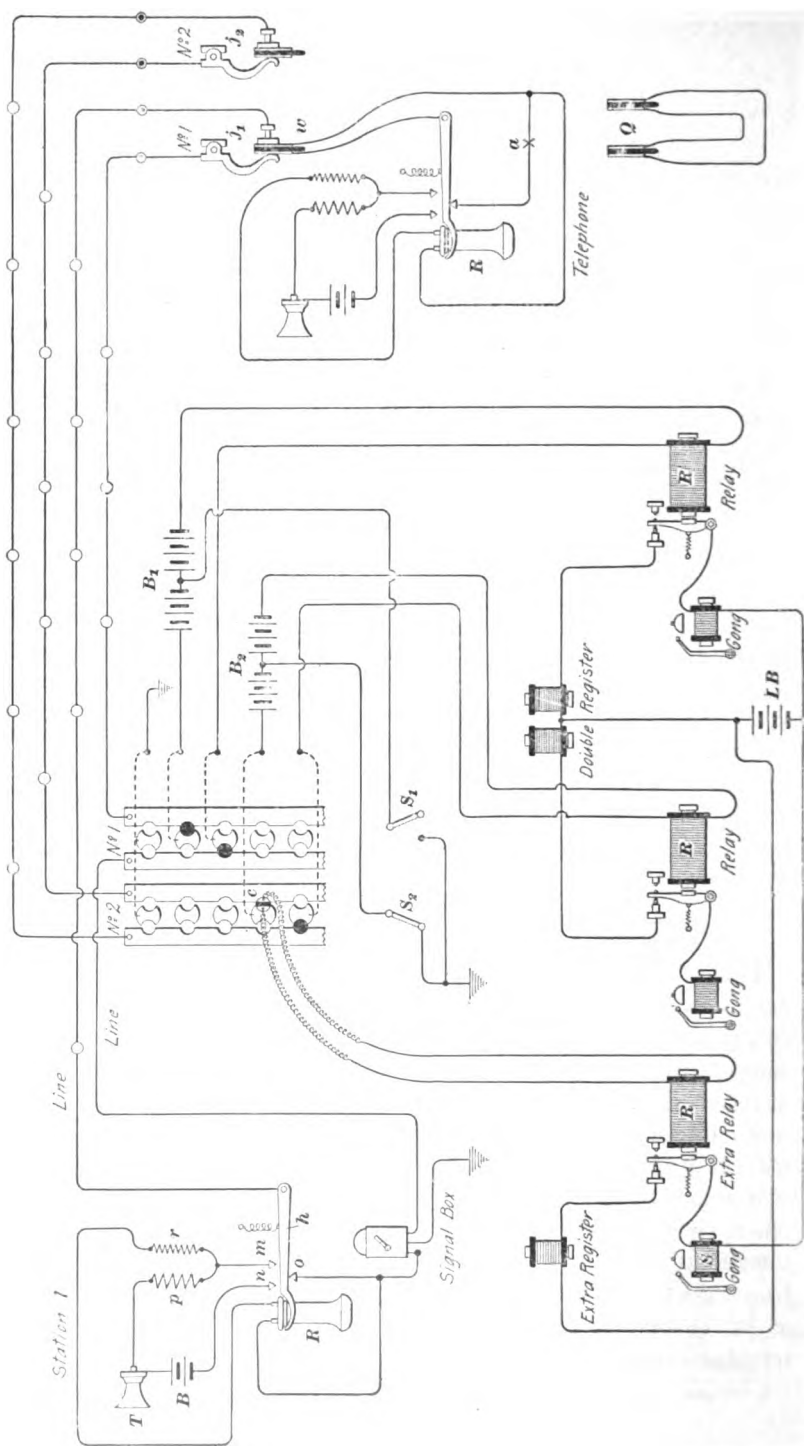 Station 1
T
B
p
r
R
n
m
o
h
Line
Line
Signal Box
Nº 2
Nº 1
c
B₁
B₂
S₂
S₁
Nº 1
Nº 2
j₁
j₂
w
R
a
Telephone
Q
Extra Register
R
Extra Relay
S
Gong
Double Register
R
Relay
Gong
LB
R
Relay
Gong